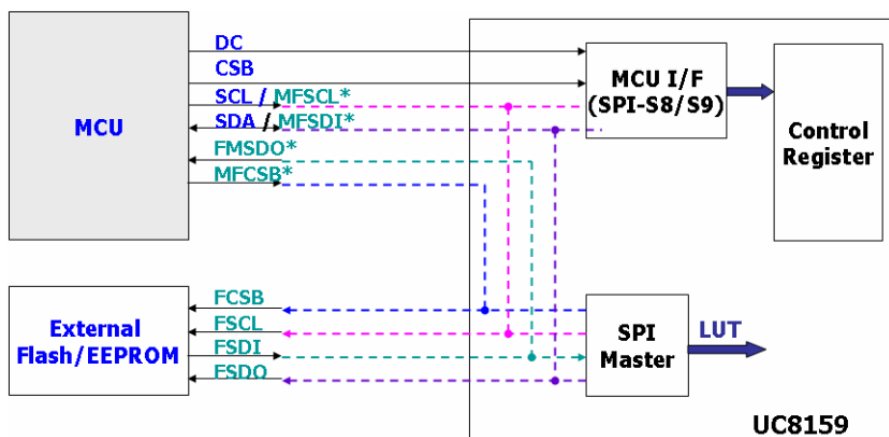 MCU
DC
CSB
SCL / MFSCL*
SDA / MFSDI*
FMSDO*
MFCSB*
MCU I/F
(SPI-S8/S9)
Control
Register
External
Flash/EEPROM
FCSB
FSCL
FSDI
FSDO
SPI
Master
LUT
UC8159